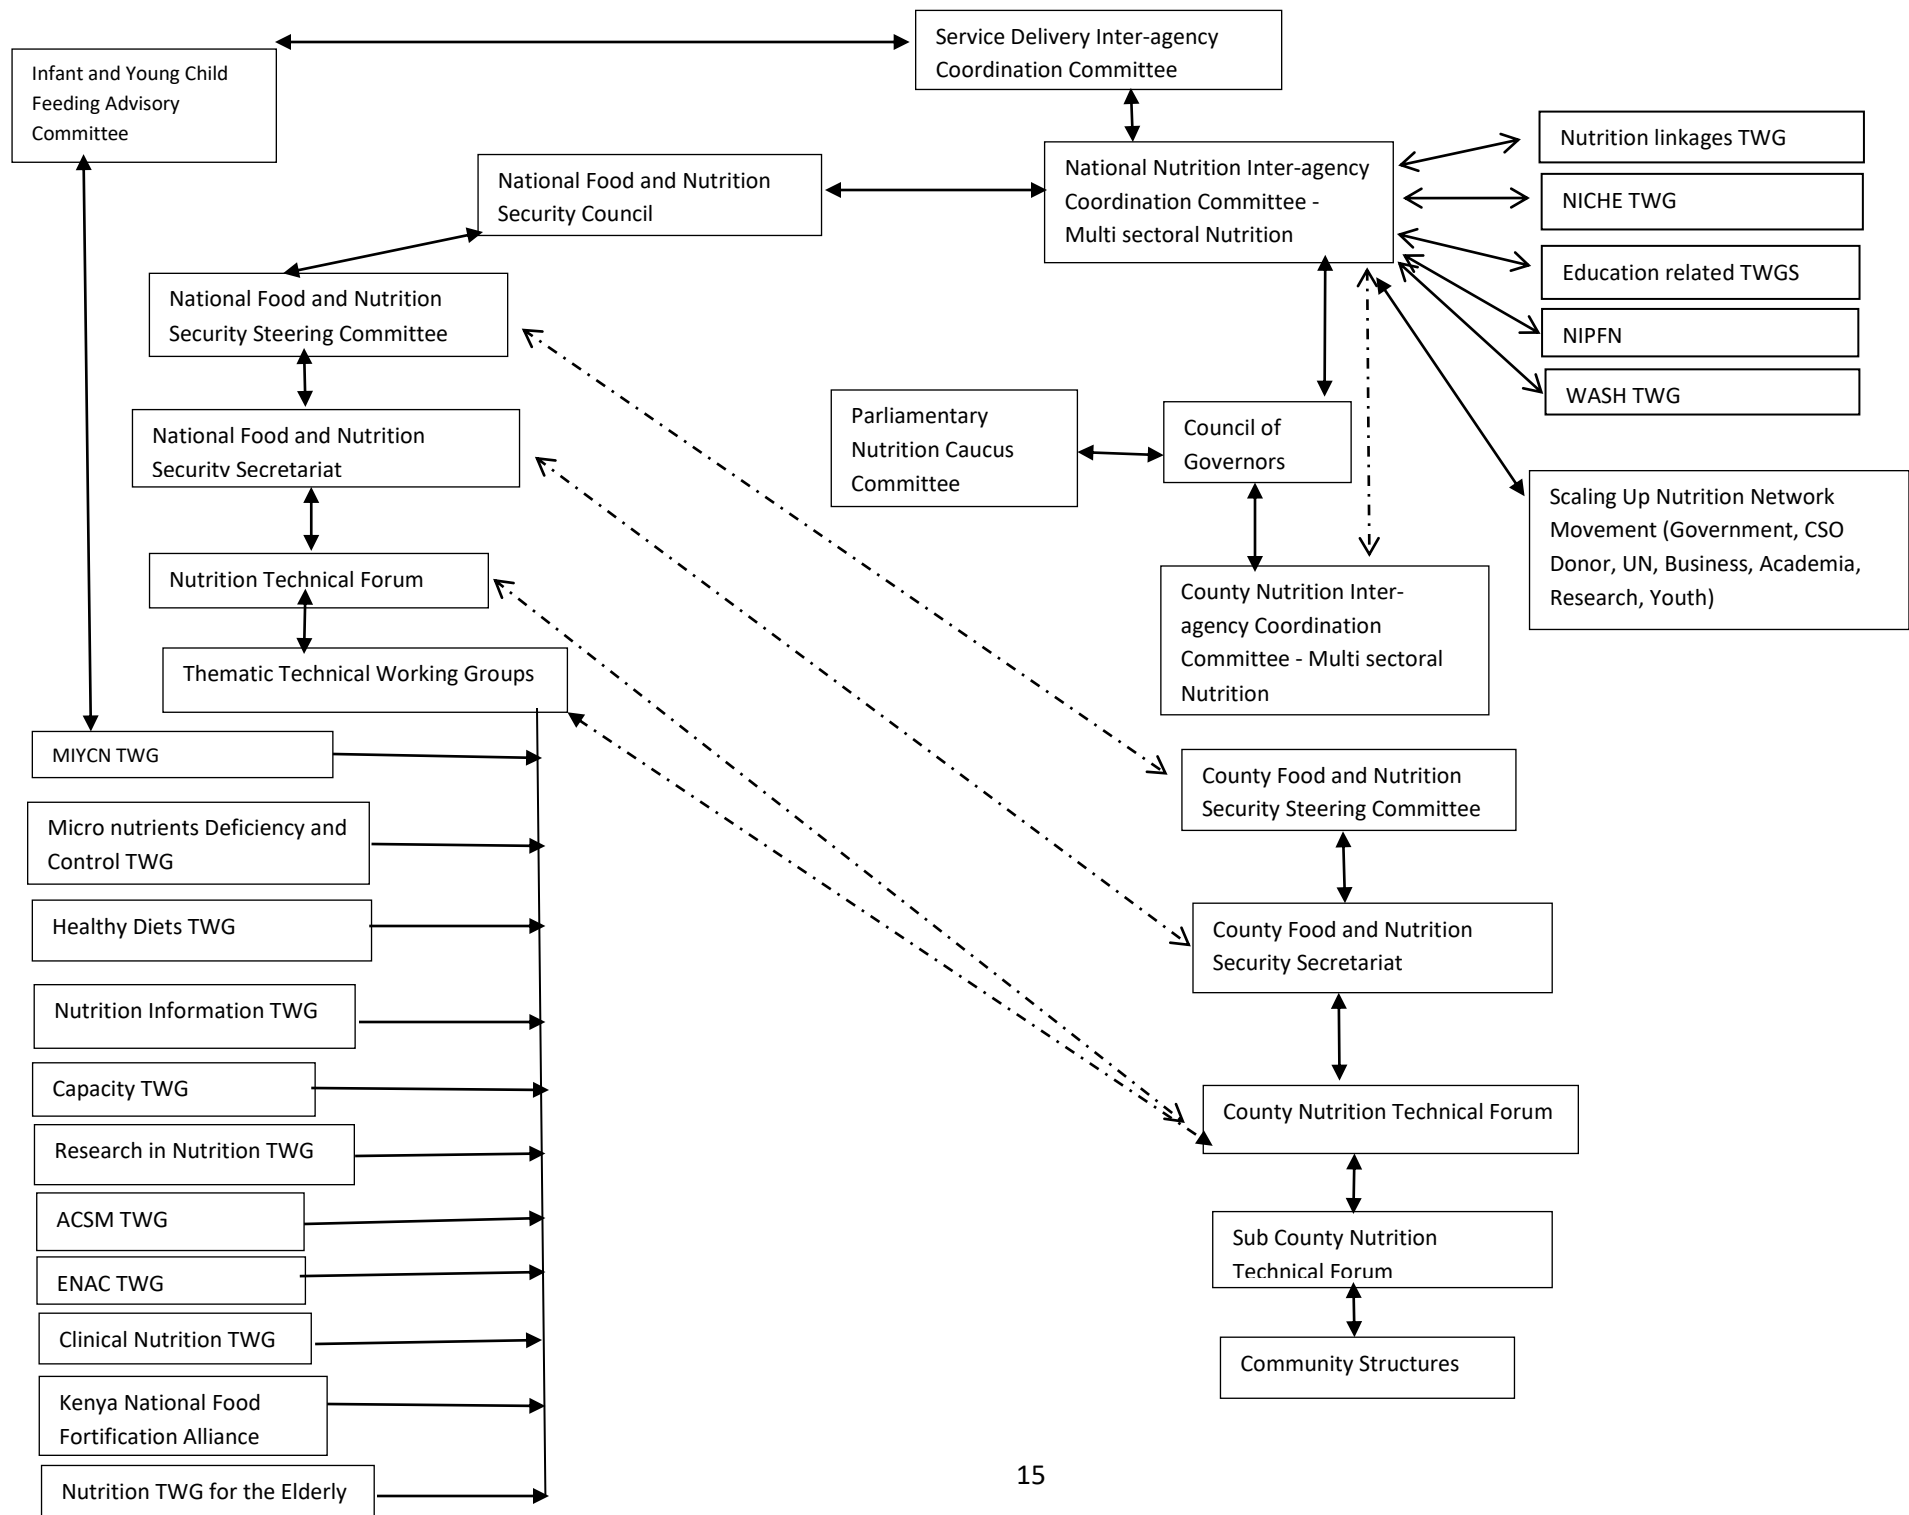 Service Delivery Inter-agency
Coordination Committee
Infant and Young Child
Feeding Advisory
Committee
Nutrition linkages TWG
National Nutrition Inter-agency
Coordination Committee -
Multi sectoral Nutrition
National Food and Nutrition
Security Council
NICHE TWG
Education related TWGS
National Food and Nutrition
Security Steering Committee
NIPFN
WASH TWG
National Food and Nutrition
Security Secretariat
Parliamentary
Nutrition Caucus
Committee
Council of
Governors
Scaling Up Nutrition Network
Movement (Government, CSO
Donor, UN, Business, Academia,
Research, Youth)
Nutrition Technical Forum
County Nutrition Inter-
agency Coordination
Committee - Multi sectoral
Nutrition
Thematic Technical Working Groups
MIYCN TWG
County Food and Nutrition
Security Steering Committee
Micro nutrients Deficiency and
Control TWG
Healthy Diets TWG
County Food and Nutrition
Security Secretariat
Nutrition Information TWG
Capacity TWG
County Nutrition Technical Forum
Research in Nutrition TWG
ACSM TWG
Sub County Nutrition
Technical Forum
ENAC TWG
Clinical Nutrition TWG
Community Structures
Kenya National Food
Fortification Alliance
Nutrition TWG for the Elderly
15